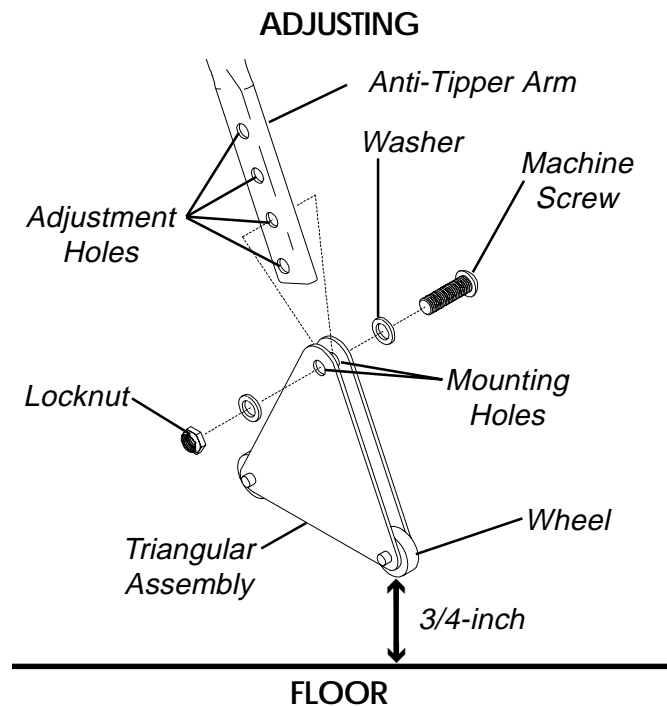 ADJUSTING
Anti-Tipper Arm
Washer
Machine
Screw
Adjustment
Holes
Locknut
Mounting
Holes
Wheel
Triangular
Assembly
3/4-inch
FLOOR